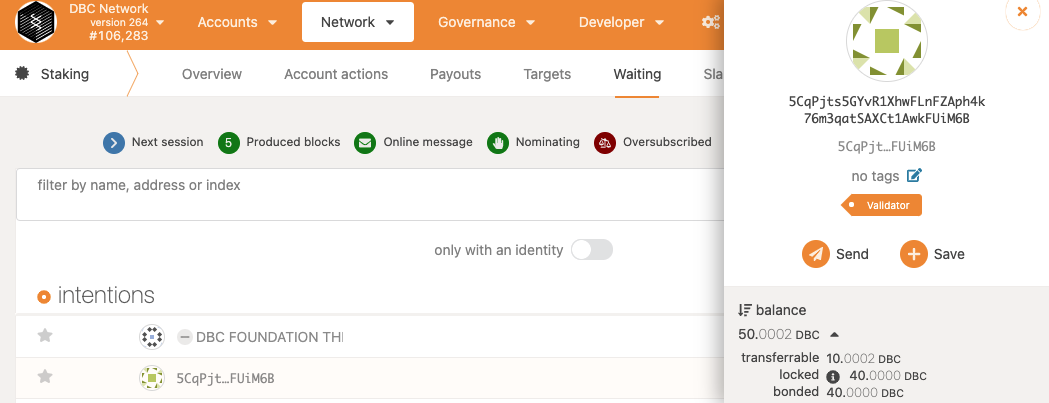 DBC Network
version 264
#106,283
Accounts
Network
Governance
Developer
Staking
Overview
Account actions
Payouts
Targets
Waiting
Sla
Next session
5 Produced blocks
Online message
Nominating
Oversubscribed
filter by name, address or index
only with an identity
intentions
DBC FOUNDATION THI
5CqPjt…FUiM6B
5CqPjts5GYvR1XhwFLnFZAph4k
76m3qatSAXCt1AwkFUiM6B
5CqPjt…FUiM6B
no tags
Validator
Send
Save
balance
50.0002 DBC
transferrable 10.0002 DBC
locked 40.0000 DBC
bonded 40.0000 DBC